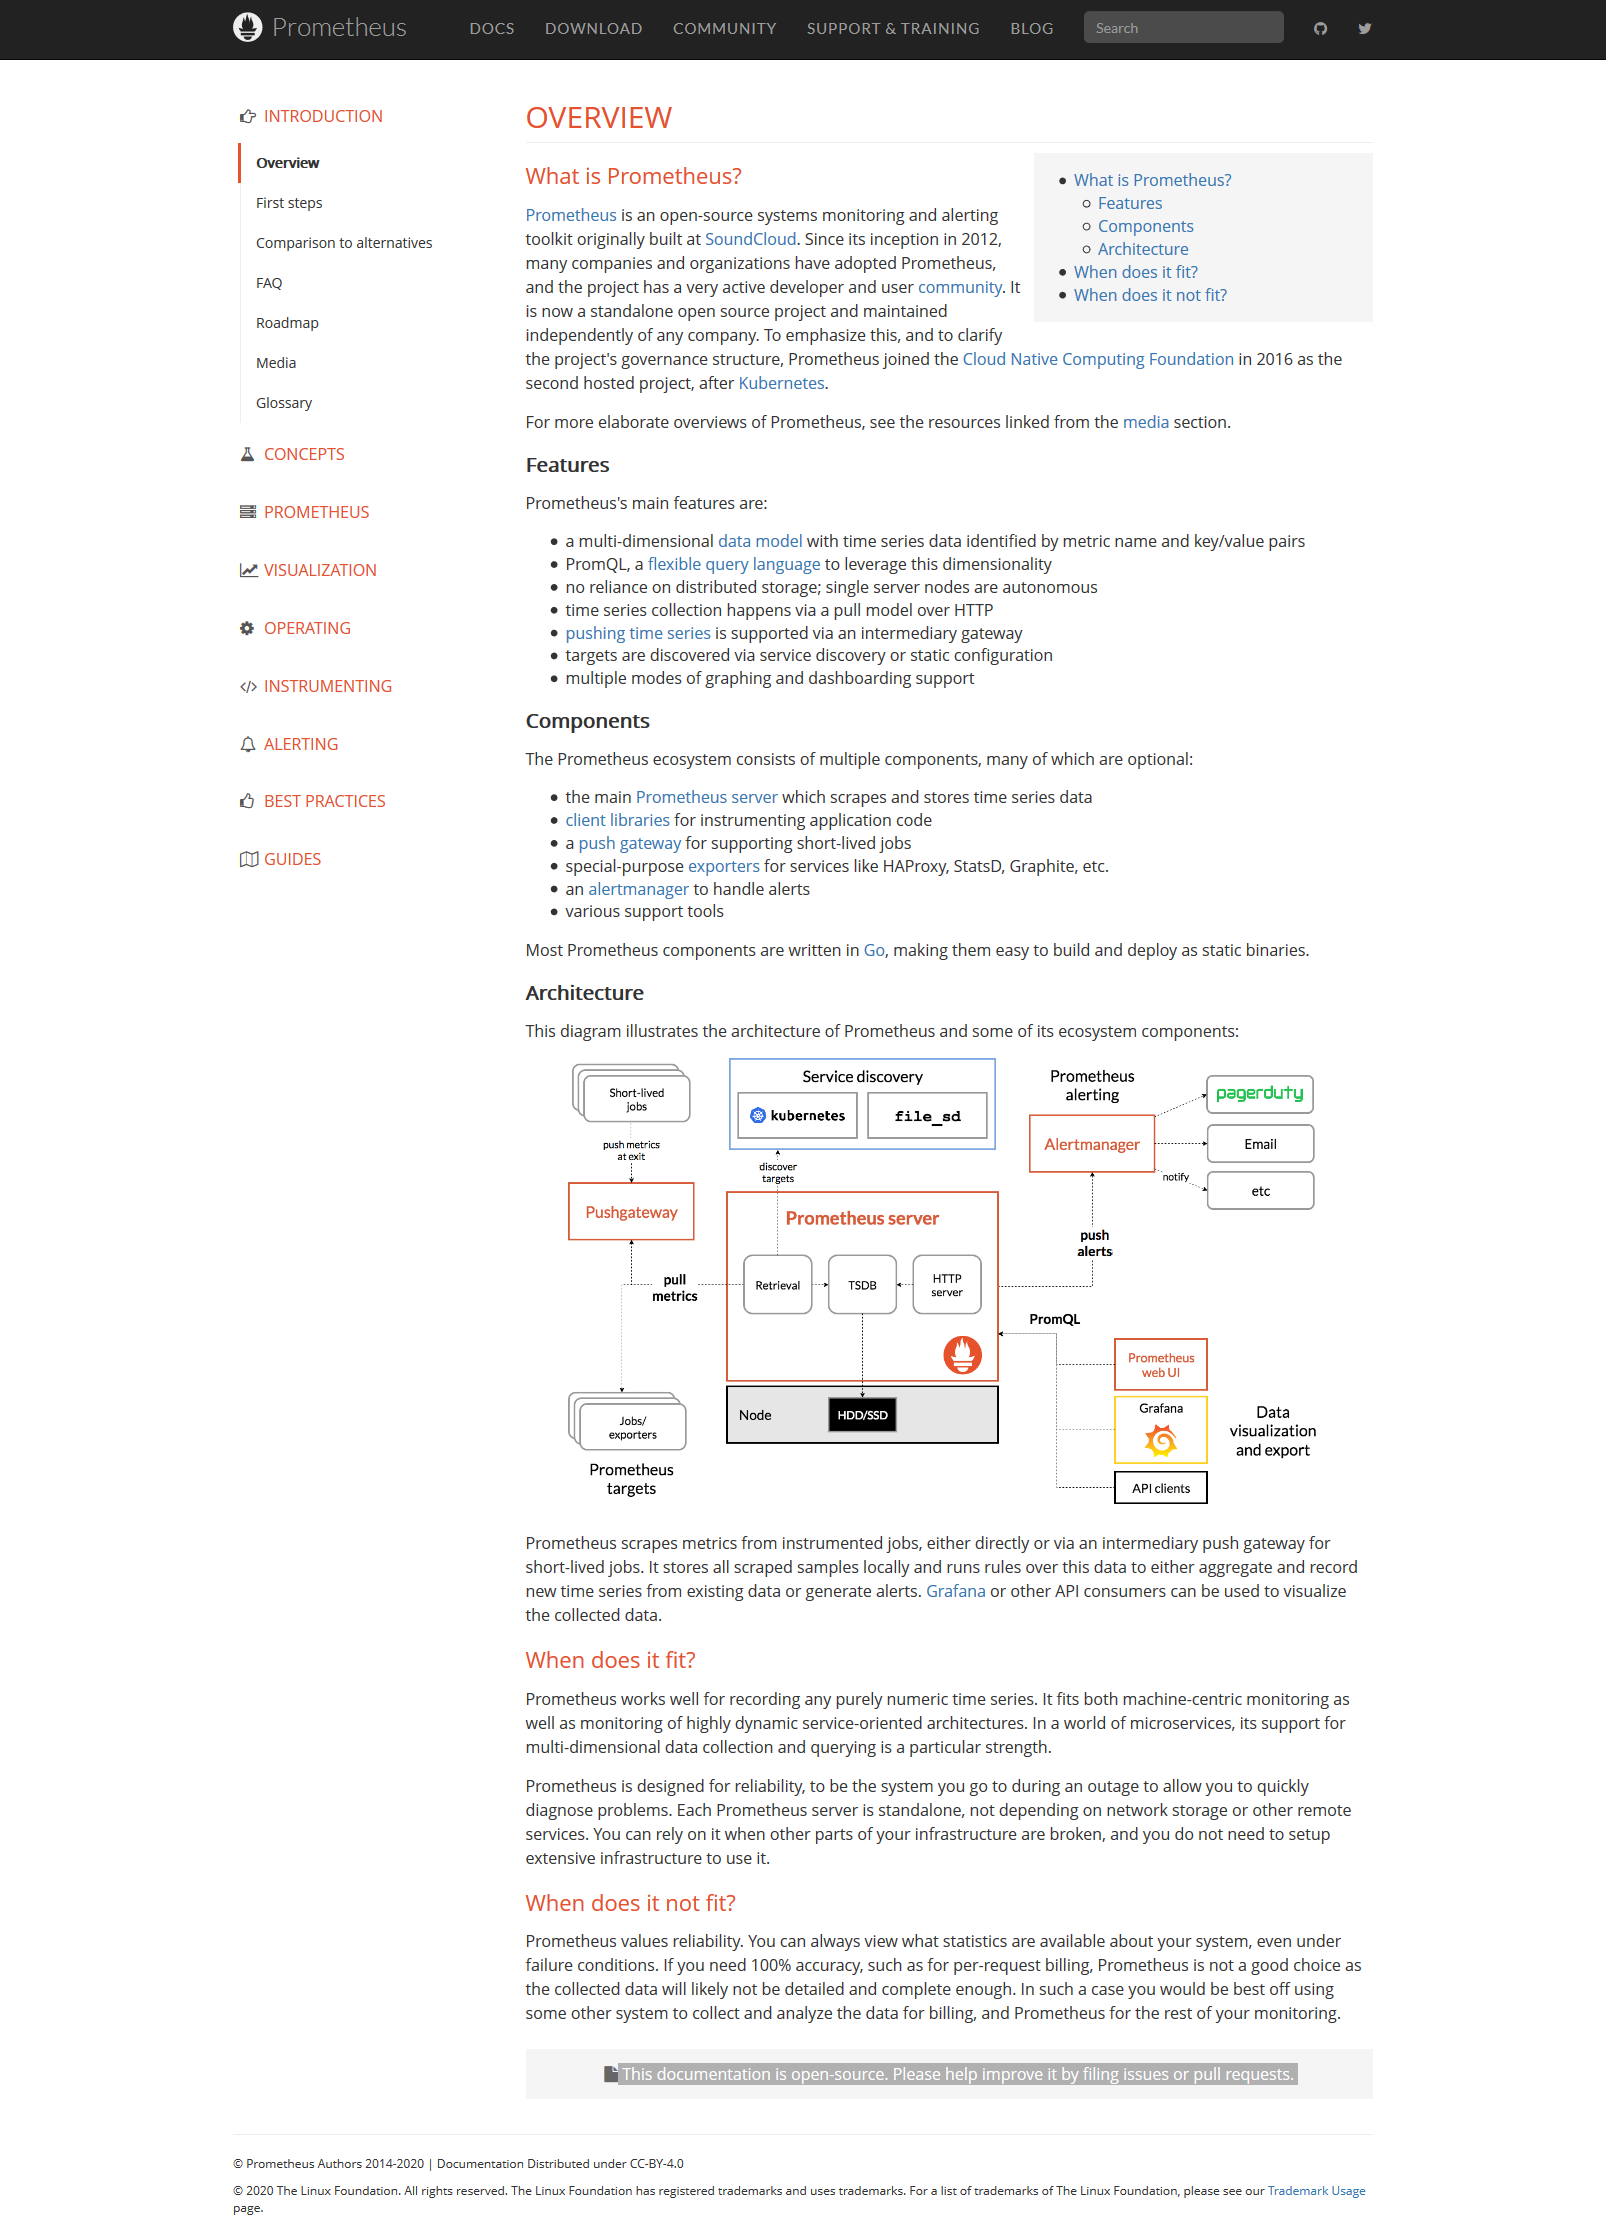 Prometheus
DOCS
DOWNLOAD
COMMUNITY
SUPPORT & TRAINING
BLOG
Search
INTRODUCTION
Overview
First steps
Comparison to alternatives
FAQ
Roadmap
Media
Glossary
CONCEPTS
PROMETHEUS
VISUALIZATION
OPERATING
INSTRUMENTING
ALERTING
BEST PRACTICES
GUIDES
OVERVIEW
What is Prometheus?
Features
Components
Architecture
When does it fit?
When does it not fit?
What is Prometheus?
Prometheus is an open-source systems monitoring and alerting
toolkit originally built at SoundCloud. Since its inception in 2012,
many companies and organizations have adopted Prometheus,
and the project has a very active developer and user community. It
is now a standalone open source project and maintained
independently of any company. To emphasize this, and to clarify
the project's governance structure, Prometheus joined the Cloud Native Computing Foundation in 2016 as the
second hosted project, after Kubernetes.
For more elaborate overviews of Prometheus, see the resources linked from the media section.
Features
Prometheus's main features are:
a multi-dimensional data model with time series data identified by metric name and key/value pairs
PromQL, a flexible query language to leverage this dimensionality
no reliance on distributed storage; single server nodes are autonomous
time series collection happens via a pull model over HTTP
pushing time series is supported via an intermediary gateway
targets are discovered via service discovery or static configuration
multiple modes of graphing and dashboarding support
Components
The Prometheus ecosystem consists of multiple components, many of which are optional:
the main Prometheus server which scrapes and stores time series data
client libraries for instrumenting application code
a push gateway for supporting short-lived jobs
special-purpose exporters for services like HAProxy, StatsD, Graphite, etc.
an alertmanager to handle alerts
various support tools
Most Prometheus components are written in Go, making them easy to build and deploy as static binaries.
Architecture
This diagram illustrates the architecture of Prometheus and some of its ecosystem components:
Short-lived
jobs
push metrics
at exit
Pushgateway
pull
metrics
Jobs/
exporters
Prometheus
targets
Service discovery
kubernetes
file_sd
discover
targets
Prometheus server
Retrieval
TSDB
HTTP
server
Node
HDD/SSD
Prometheus
alerting
Alertmanager
pagerduty
Email
notify
etc
push
alerts
PromQL
Prometheus
web UI
Grafana
API clients
Data
visualization
and export
Prometheus scrapes metrics from instrumented jobs, either directly or via an intermediary push gateway for
short-lived jobs. It stores all scraped samples locally and runs rules over this data to either aggregate and record
new time series from existing data or generate alerts. Grafana or other API consumers can be used to visualize
the collected data.
When does it fit?
Prometheus works well for recording any purely numeric time series. It fits both machine-centric monitoring as
well as monitoring of highly dynamic service-oriented architectures. In a world of microservices, its support for
multi-dimensional data collection and querying is a particular strength.
Prometheus is designed for reliability, to be the system you go to during an outage to allow you to quickly
diagnose problems. Each Prometheus server is standalone, not depending on network storage or other remote
services. You can rely on it when other parts of your infrastructure are broken, and you do not need to setup
extensive infrastructure to use it.
When does it not fit?
Prometheus values reliability. You can always view what statistics are available about your system, even under
failure conditions. If you need 100% accuracy, such as for per-request billing, Prometheus is not a good choice as
the collected data will likely not be detailed and complete enough. In such a case you would be best off using
some other system to collect and analyze the data for billing, and Prometheus for the rest of your monitoring.
This documentation is open-source. Please help improve it by filing issues or pull requests.
© Prometheus Authors 2014-2020 | Documentation Distributed under CC-BY-4.0
© 2020 The Linux Foundation. All rights reserved. The Linux Foundation has registered trademarks and uses trademarks. For a list of trademarks of The Linux Foundation, please see our Trademark Usage
page.